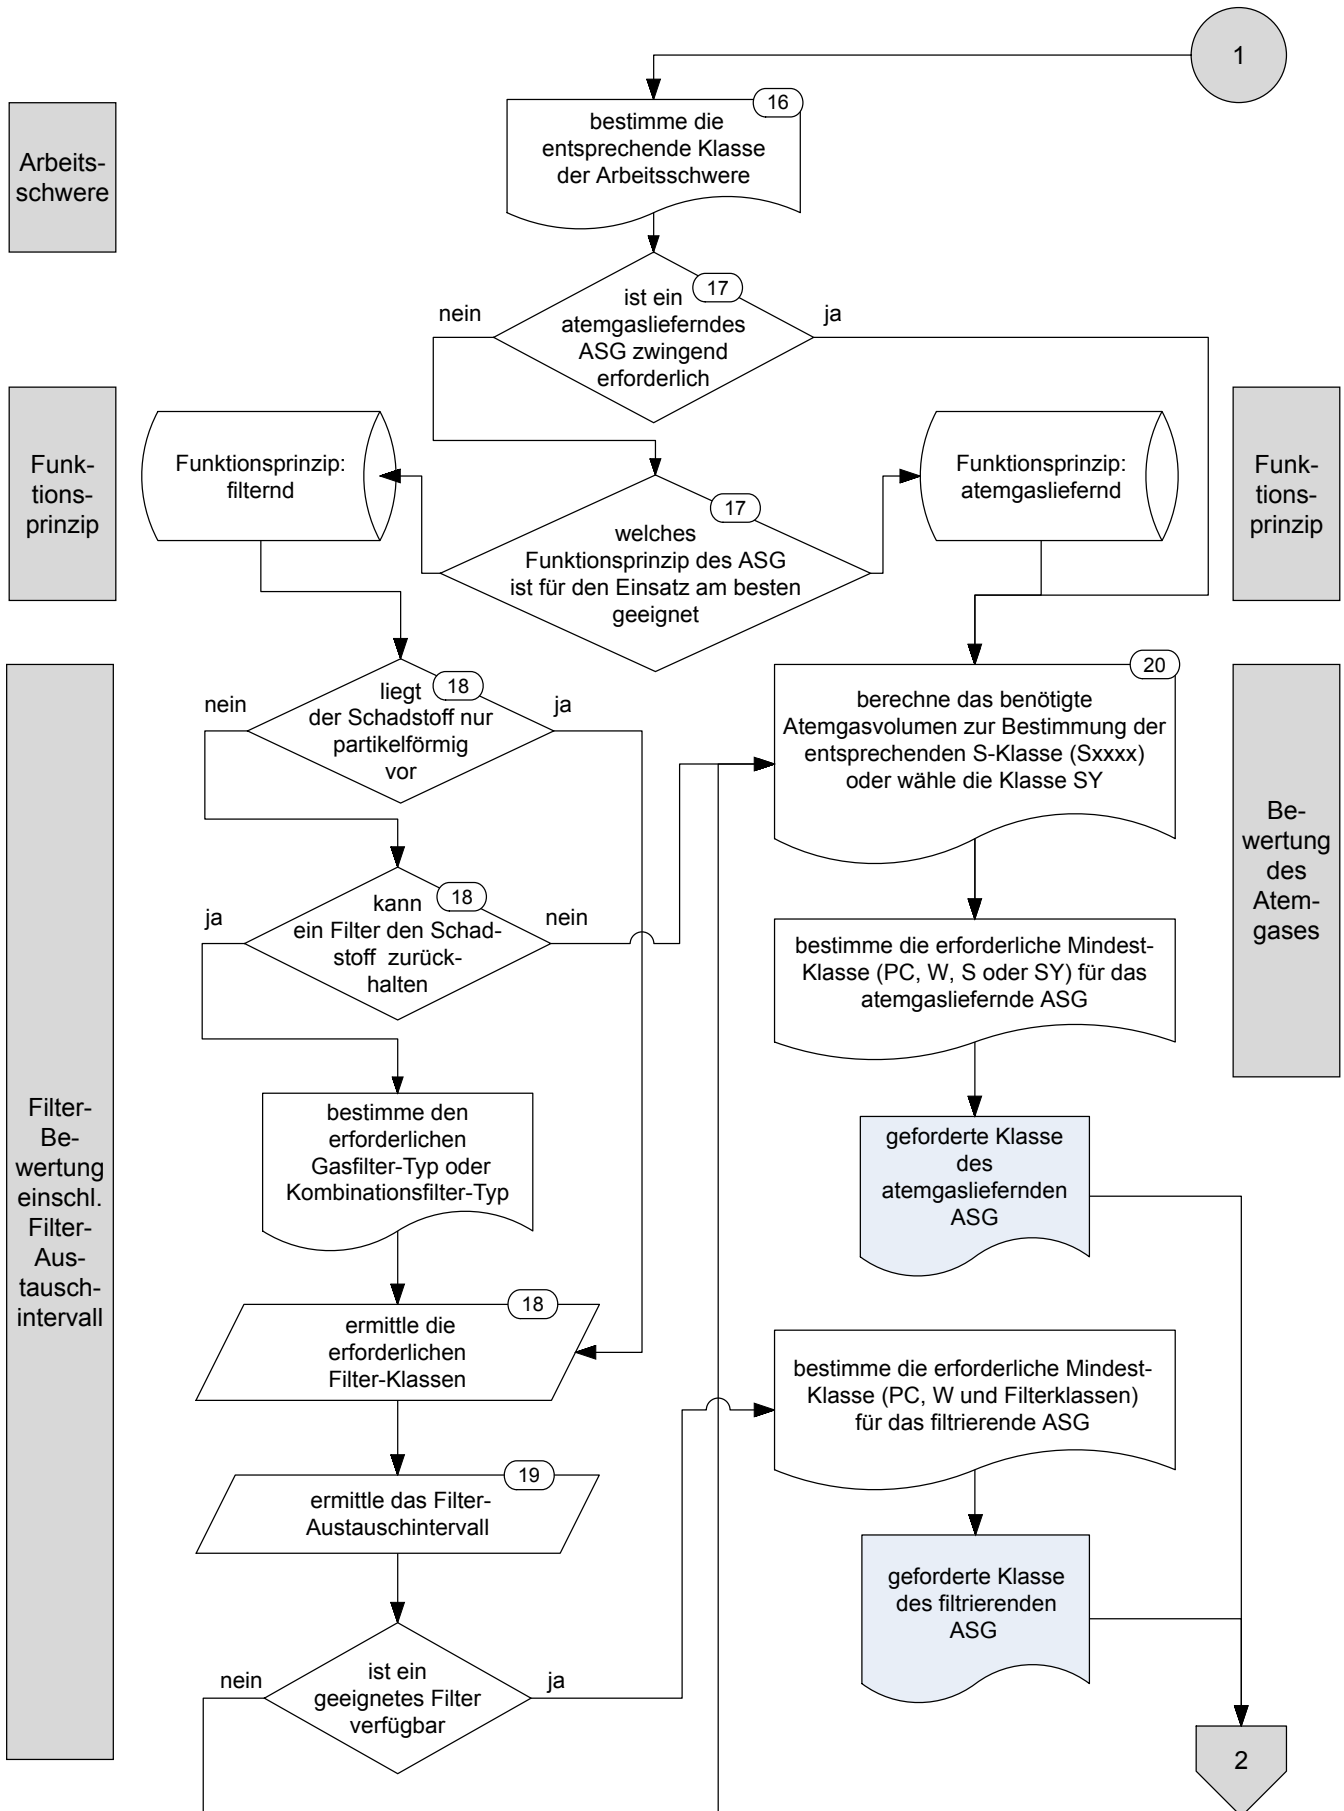 1
16
bestimme die
entsprechende Klasse
der Arbeitsschwere
Arbeits-
schwere
17
ist ein
atemgaslieferndes
ASG zwingend
erforderlich
nein
ja
Funk-
tions-
prinzip
Funktionsprinzip:
filternd
17
welches
Funktionsprinzip des ASG
ist für den Einsatz am besten
geeignet
Funktionsprinzip:
atemgasliefernd
Funk-
tions-
prinzip
Filter-
Be-
wertung
einschl.
Filter-
Aus-
tausch-
intervall
18
liegt
der Schadstoff nur
partikelförmig
vor
nein
ja
18
kann
ein Filter den Schad-
stoff zurück-
halten
ja
nein
bestimme den
erforderlichen
Gasfilter-Typ oder
Kombinationsfilter-Typ
18
ermittle die
erforderlichen
Filter-Klassen
19
ermittle das Filter-
Austauschintervall
ist ein
geeignetes Filter
verfügbar
nein
ja
20
berechne das benötigte
Atemgasvolumen zur Bestimmung der
entsprechenden S-Klasse (Sxxxx)
oder wähle die Klasse SY
Be-
wertung
des
Atem-
gases
bestimme die erforderliche Mindest-
Klasse (PC, W, S oder SY) für das
atemgasliefernde ASG
geforderte Klasse
des
atemgasliefernden
ASG
bestimme die erforderliche Mindest-
Klasse (PC, W und Filterklassen)
für das filtrierende ASG
geforderte Klasse
des filtrierenden
ASG
2